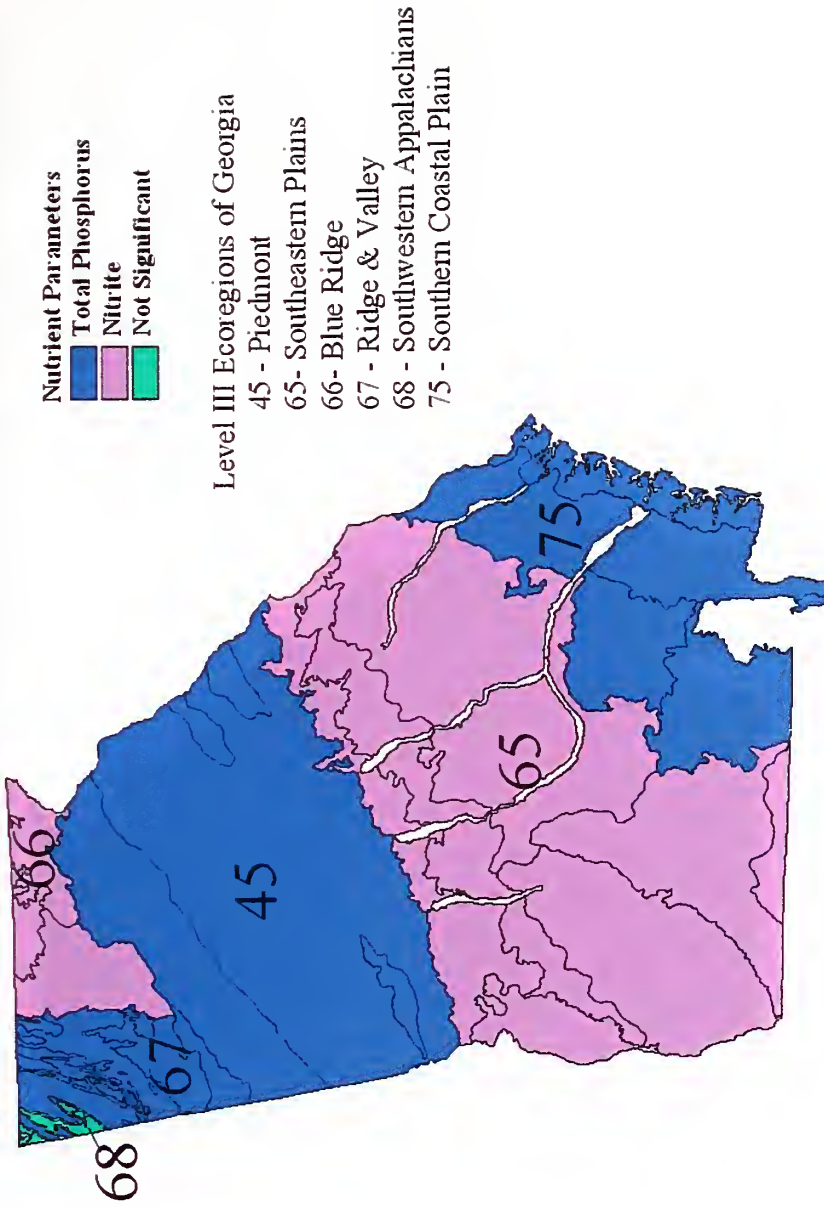 Nutrient Parameters
Total Phosphorus
Nitrite
Not Significant
Level III Ecoregions of Georgia
45 - Piedmont
65- Southeastern Plains
66- Blue Ridge
67 - Ridge & Valley
68 - Southwestern Appalachians
75 - Southern Coastal Plain
66
68
67
45
65
75